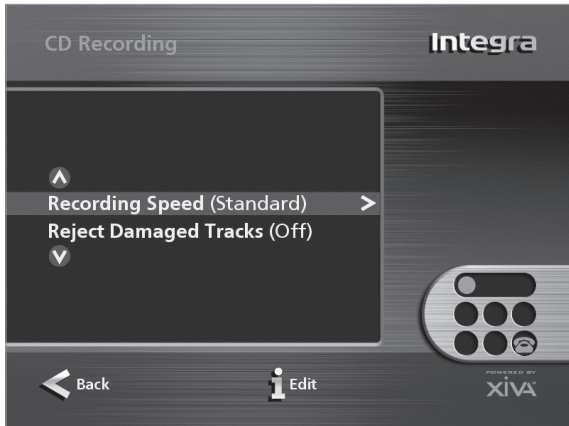 CD Recording
Integra
Recording Speed (Standard) >
Reject Damaged Tracks (Off)
Back
Edit
POWERED BY
XiVA